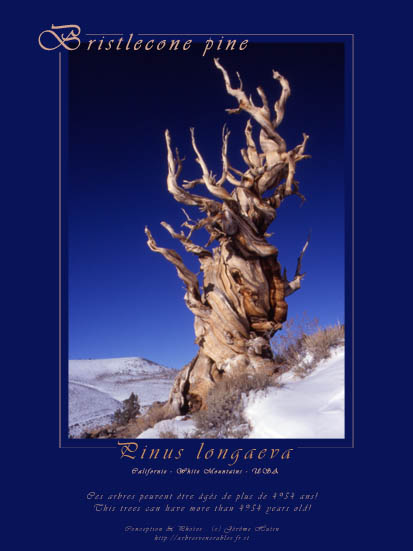 Bristlecone pine
Pinus longaeva
California - White Mountains - USA
Ces arbres peuvent être âgés de plus de 4954 ans!
This trees can have more than 4954 years old!
Conception & Photos - (c) Jérôme Hutin
http://arbresvenerables.fr.st